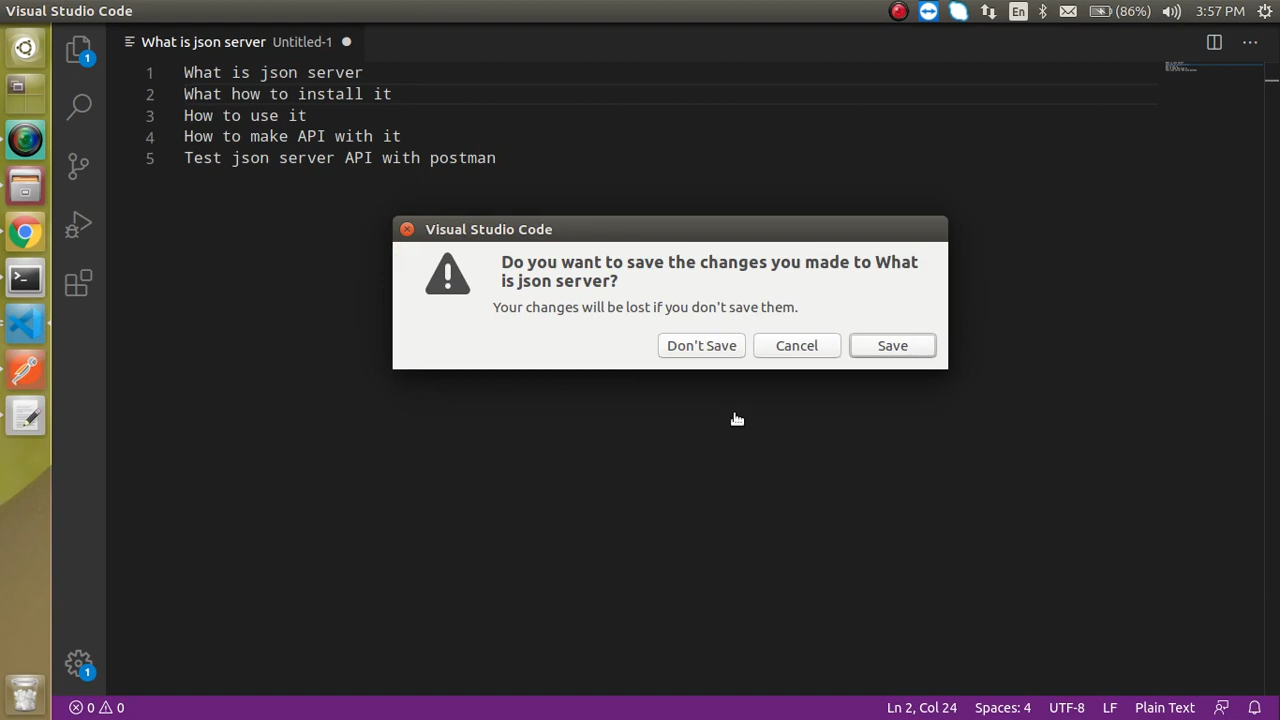 Visual Studio Code
En
(86%)
3:57 PM
1
What is json server Untitled-1
1 What is json server
2 What how to install it
3 How to use it
4 How to make API with it
5 Test json server API with postman
Visual Studio Code
Do you want to save the changes you made to What
is json server?
Your changes will be lost if you don't save them.
Don't Save Cancel Save
1
0 0 Ln 2, Col 24 Spaces: 4 UTF-8 LF Plain Text